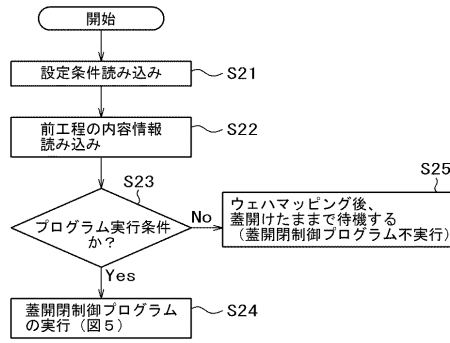 開始
設定条件読み込み
S21
前工程の内容情報
読み込み
S22
S23
プログラム実行条件
か?
No
Yes
S25
ウェハマッピング後、
蓋開けたままで待機する
(蓋開閉制御プログラム不実行)
蓋開閉制御プログラム
の実行(図5)
S24